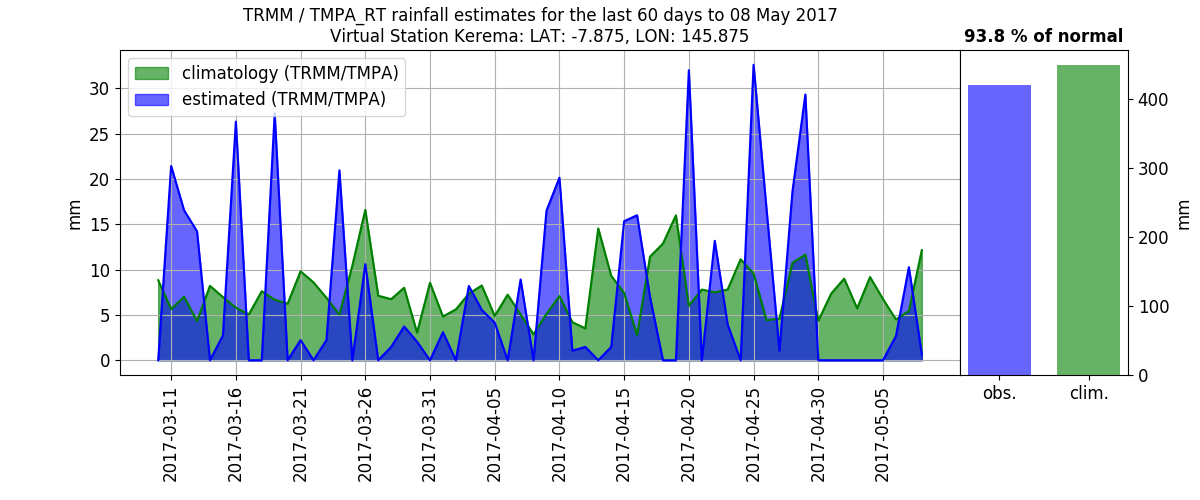 TRMM / TMPA_RT rainfall estimates for the last 60 days to 08 May 2017
Virtual Station Kerema: LAT: -7.875, LON: 145.875
93.8 % of normal
climatology (TRMM/TMPA)
estimated (TRMM/TMPA)
mm
30
25
20
15
10
5
0
2017-03-11
2017-03-16
2017-03-21
2017-03-26
2017-03-31
2017-04-05
2017-04-10
2017-04-15
2017-04-20
2017-04-25
2017-04-30
2017-05-05
400
300
200
100
0
mm
obs.
clim.